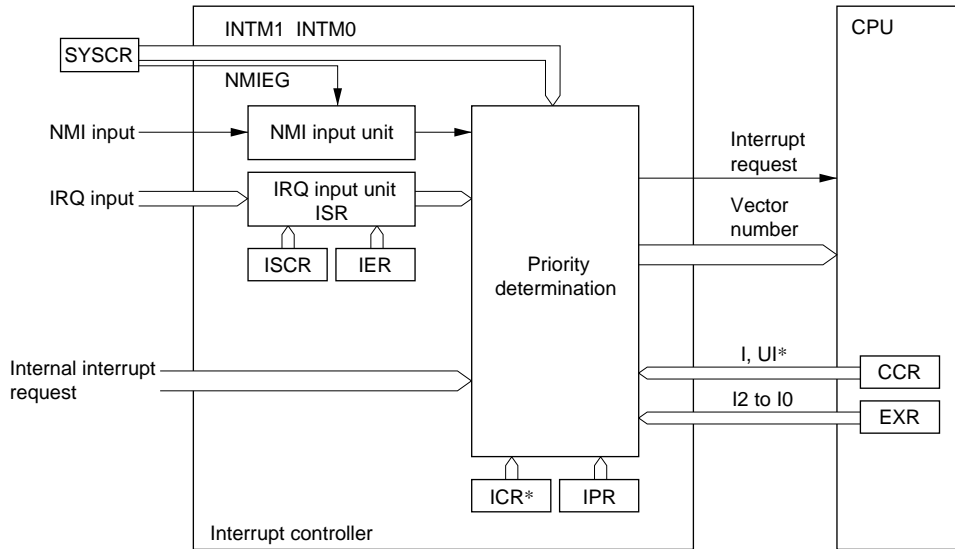 CPU
INTM1 INTM0
SYSCR
NMIEG
NMI input
NMI input unit
Interrupt
request
IRQ input
IRQ input unit
ISR
Vector
number
ISCR
IER
Priority
determination
Internal interrupt
request
I, UI*
CCR
I2 to I0
EXR
ICR*
IPR
Interrupt controller